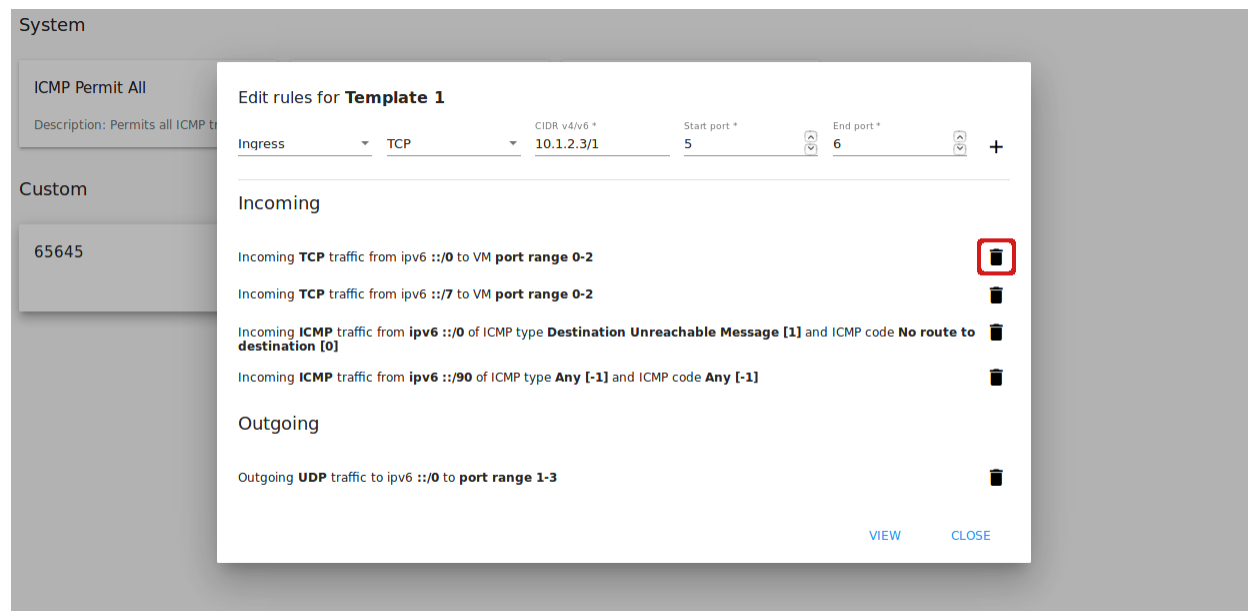 System
ICMP Permit All
Description: Permits all ICMP tr
Custom
65645
Edit rules for Template 1
CIDR v4/v6 * Start port * End port *
Ingress TCP 10.1.2.3/1 5 6 +
Incoming
Incoming TCP traffic from ipv6 ::/0 to VM port range 0-2
Incoming TCP traffic from ipv6 ::/7 to VM port range 0-2
Incoming ICMP traffic from ipv6 ::/0 of ICMP type Destination Unreachable Message [1] and ICMP code No route to
destination [0]
Incoming ICMP traffic from ipv6 ::/90 of ICMP type Any [-1] and ICMP code Any [-1]
Outgoing
Outgoing UDP traffic to ipv6 ::/0 to port range 1-3
VIEW CLOSE